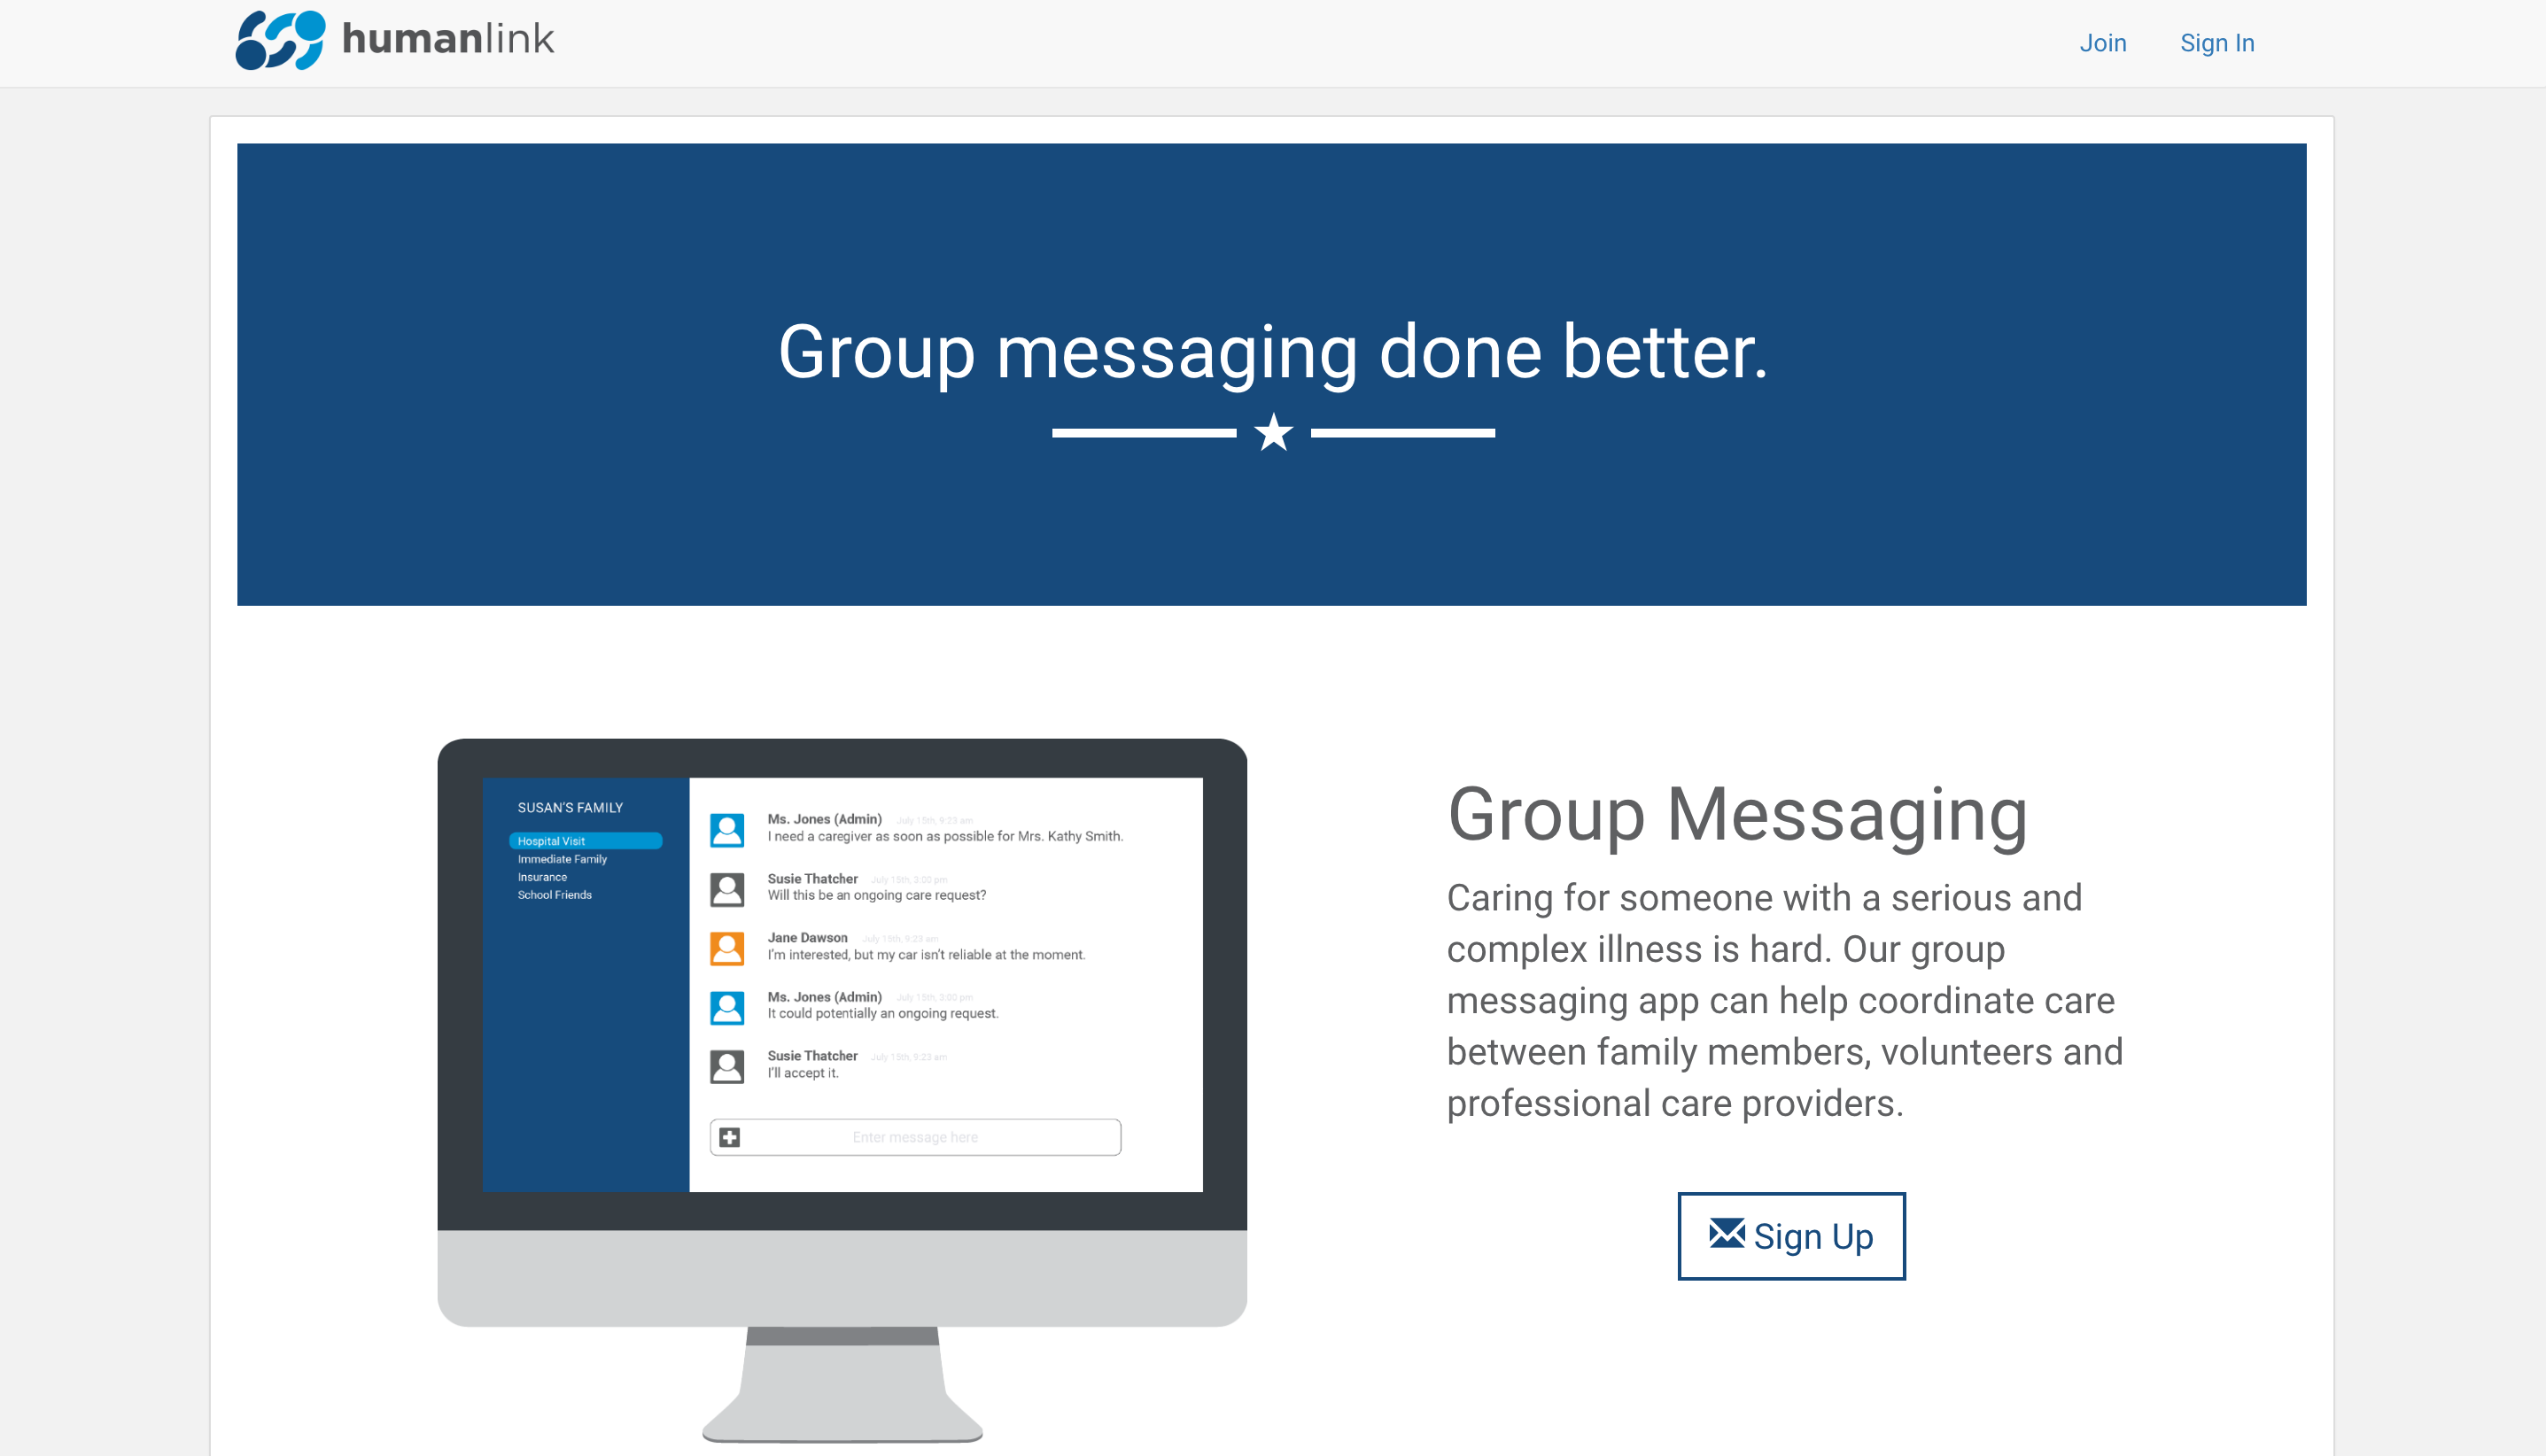 humanlink
Join
Sign In
Group messaging done better.
SUSAN'S FAMILY
Hospital Visit
Immediate Family
Insurance
School Friends
Ms. Jones (Admin) July 15th, 9:23 am
I need a caregiver as soon as possible for Mrs. Kathy Smith.
Susie Thatcher July 15th, 3:00 pm
Will this be an ongoing care request?
Jane Dawson July 15th, 9:23 am
I'm interested, but my car isn't reliable at the moment.
Ms. Jones (Admin) July 15th, 3:00 pm
It could potentially an ongoing request.
Susie Thatcher July 15th, 9:23 am
I'll accept it.
Enter message here
Group Messaging
Caring for someone with a serious and
complex illness is hard. Our group
messaging app can help coordinate care
between family members, volunteers and
professional care providers.
Sign Up